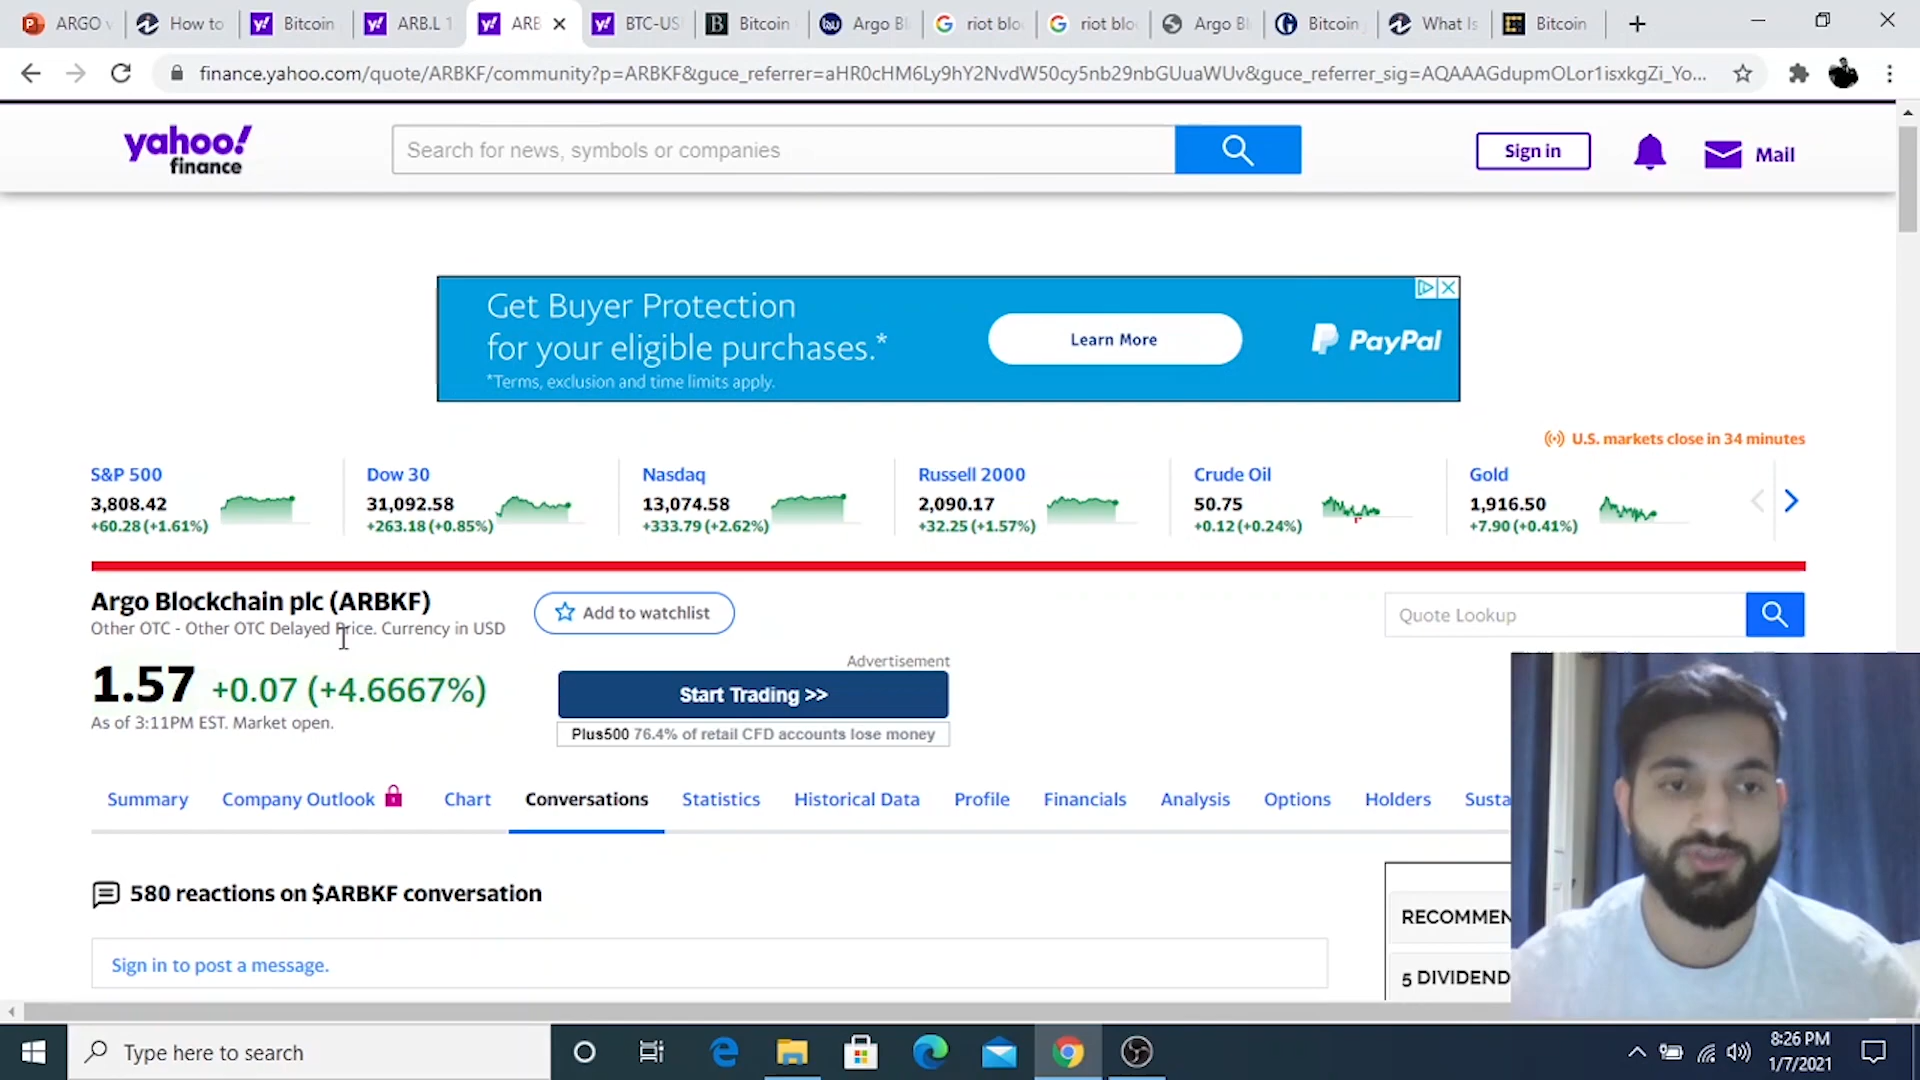 ARGO v
How to
Bitcoin
ARB.L 1
ARB
BTC-US
Bitcoin
Argo Bl
riot blo
riot blo
Argo Bl
Bitcoin
What Is
Bitcoin
finance.yahoo.com/quote/ARBKF/community?p=ARBKF&guce_referrer=aHR0cHM6Ly9hY2NvdW50cy5nb29nbGUuaWUv&guce_referrer_sig=AQAAAGdupmOLor1isxkgZi_Yo...
yahoo!
finance
Search for news, symbols or companies
Sign in
Mail
Get Buyer Protection
for your eligible purchases.*
*Terms, exclusion and time limits apply.
Learn More
PayPal
U.S. markets close in 34 minutes
S&P 500
3,808.42
+60.28 (+1.61%)
Dow 30
31,092.58
+263.18 (+0.85%)
Nasdaq
13,074.58
+333.79 (+2.62%)
Russell 2000
2,090.17
+32.25 (+1.57%)
Crude Oil
50.75
+0.12 (+0.24%)
Gold
1,916.50
+7.90 (+0.41%)
Argo Blockchain plc (ARBKF)
Other OTC - Other OTC Delayed Price. Currency in USD
Add to watchlist
Quote Lookup
1.57 +0.07 (+4.6667%)
As of 3:11PM EST. Market open.
Advertisement
Start Trading >>
Plus500 76.4% of retail CFD accounts lose money
Summary Company Outlook Chart Conversations Statistics Historical Data Profile Financials Analysis Options Holders Susta
580 reactions on $ARBKF conversation
Sign in to post a message.
RECOMMEN
5 DIVIDEND
Type here to search
8:26 PM
1/7/2021